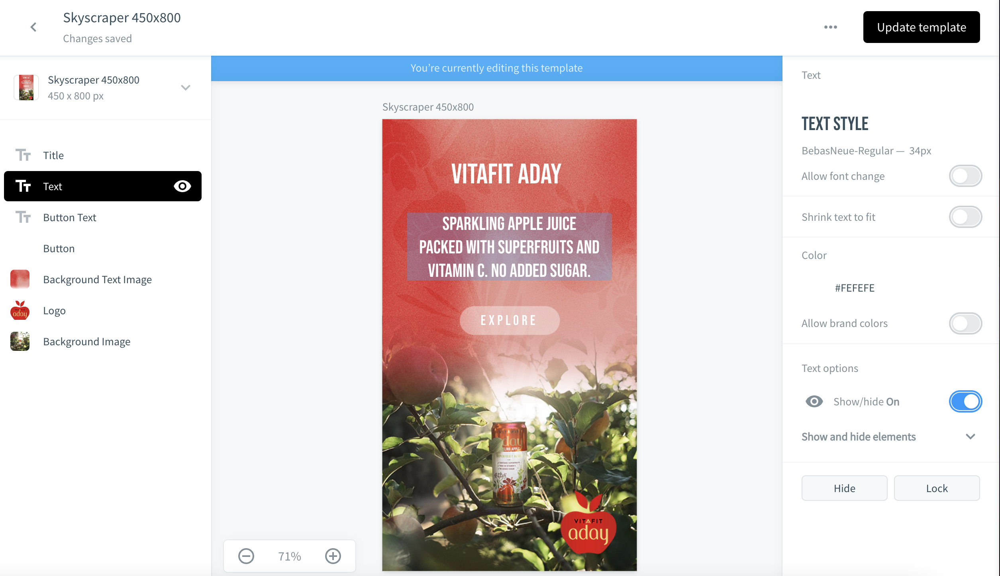 Skyscraper 450x800
Changes saved
Update template
Skyscraper 450x800
450 x 800 px
Title
Text
Button Text
Button
Background Text Image
Logo
Background Image
You’re currently editing this template
Skyscraper 450x800
VITAFIT ADAY
SPARKLING APPLE JUICE
PACKED WITH SUPERFRUITS AND
VITAMIN C. NO ADDED SUGAR.
EXPLORE
VITAFIT
aday
LING APPLE
VITAFIT
aday
71%
Text
TEXT STYLE
BebasNeue-Regular — 34px
Allow font change
Shrink text to fit
Color
#FEFEFE
Allow brand colors
Text options
Show/hide On
Show and hide elements
Hide
Lock